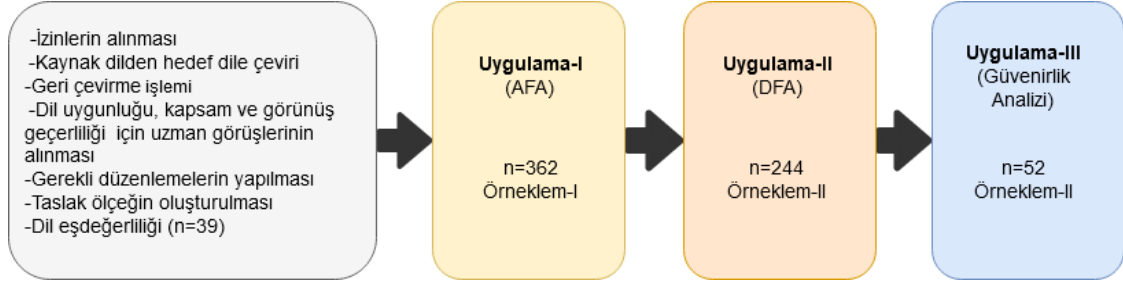 -İzinlerin alınması
-Kaynak dilden hedef dile çeviri
-Geri çevirme işlemi
-Dil uygunluğu, kapsam ve görünüş
geçerliliği için uzman görüşlerinin
alınması
-Gerekli düzenlemelerin yapılması
-Taslak ölçeğin oluşturulması
-Dil eşdeğerliliği (n=39)
Uygulama-I
(AFA)
n=362
Örneklem-I
Uygulama-II
(DFA)
n=244
Örneklem-II
Uygulama-III
(Güvenirlik
Analizi)
n=52
Örneklem-II